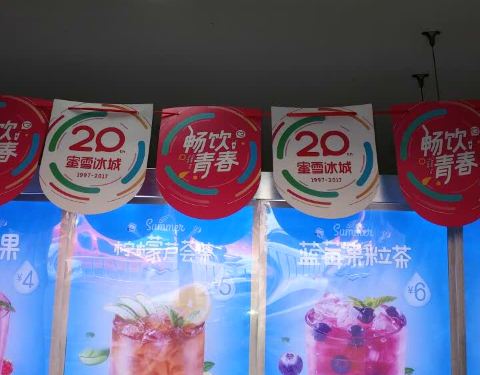 畅饮
青春
20th
蜜雪冰城
1997-2017
畅饮
青春
20th
蜜雪冰城
1997-2017
畅饮
青春
果
¥4
Summer
柠檬芦荟茶
¥5
Summer
蓝莓果粒茶
¥6